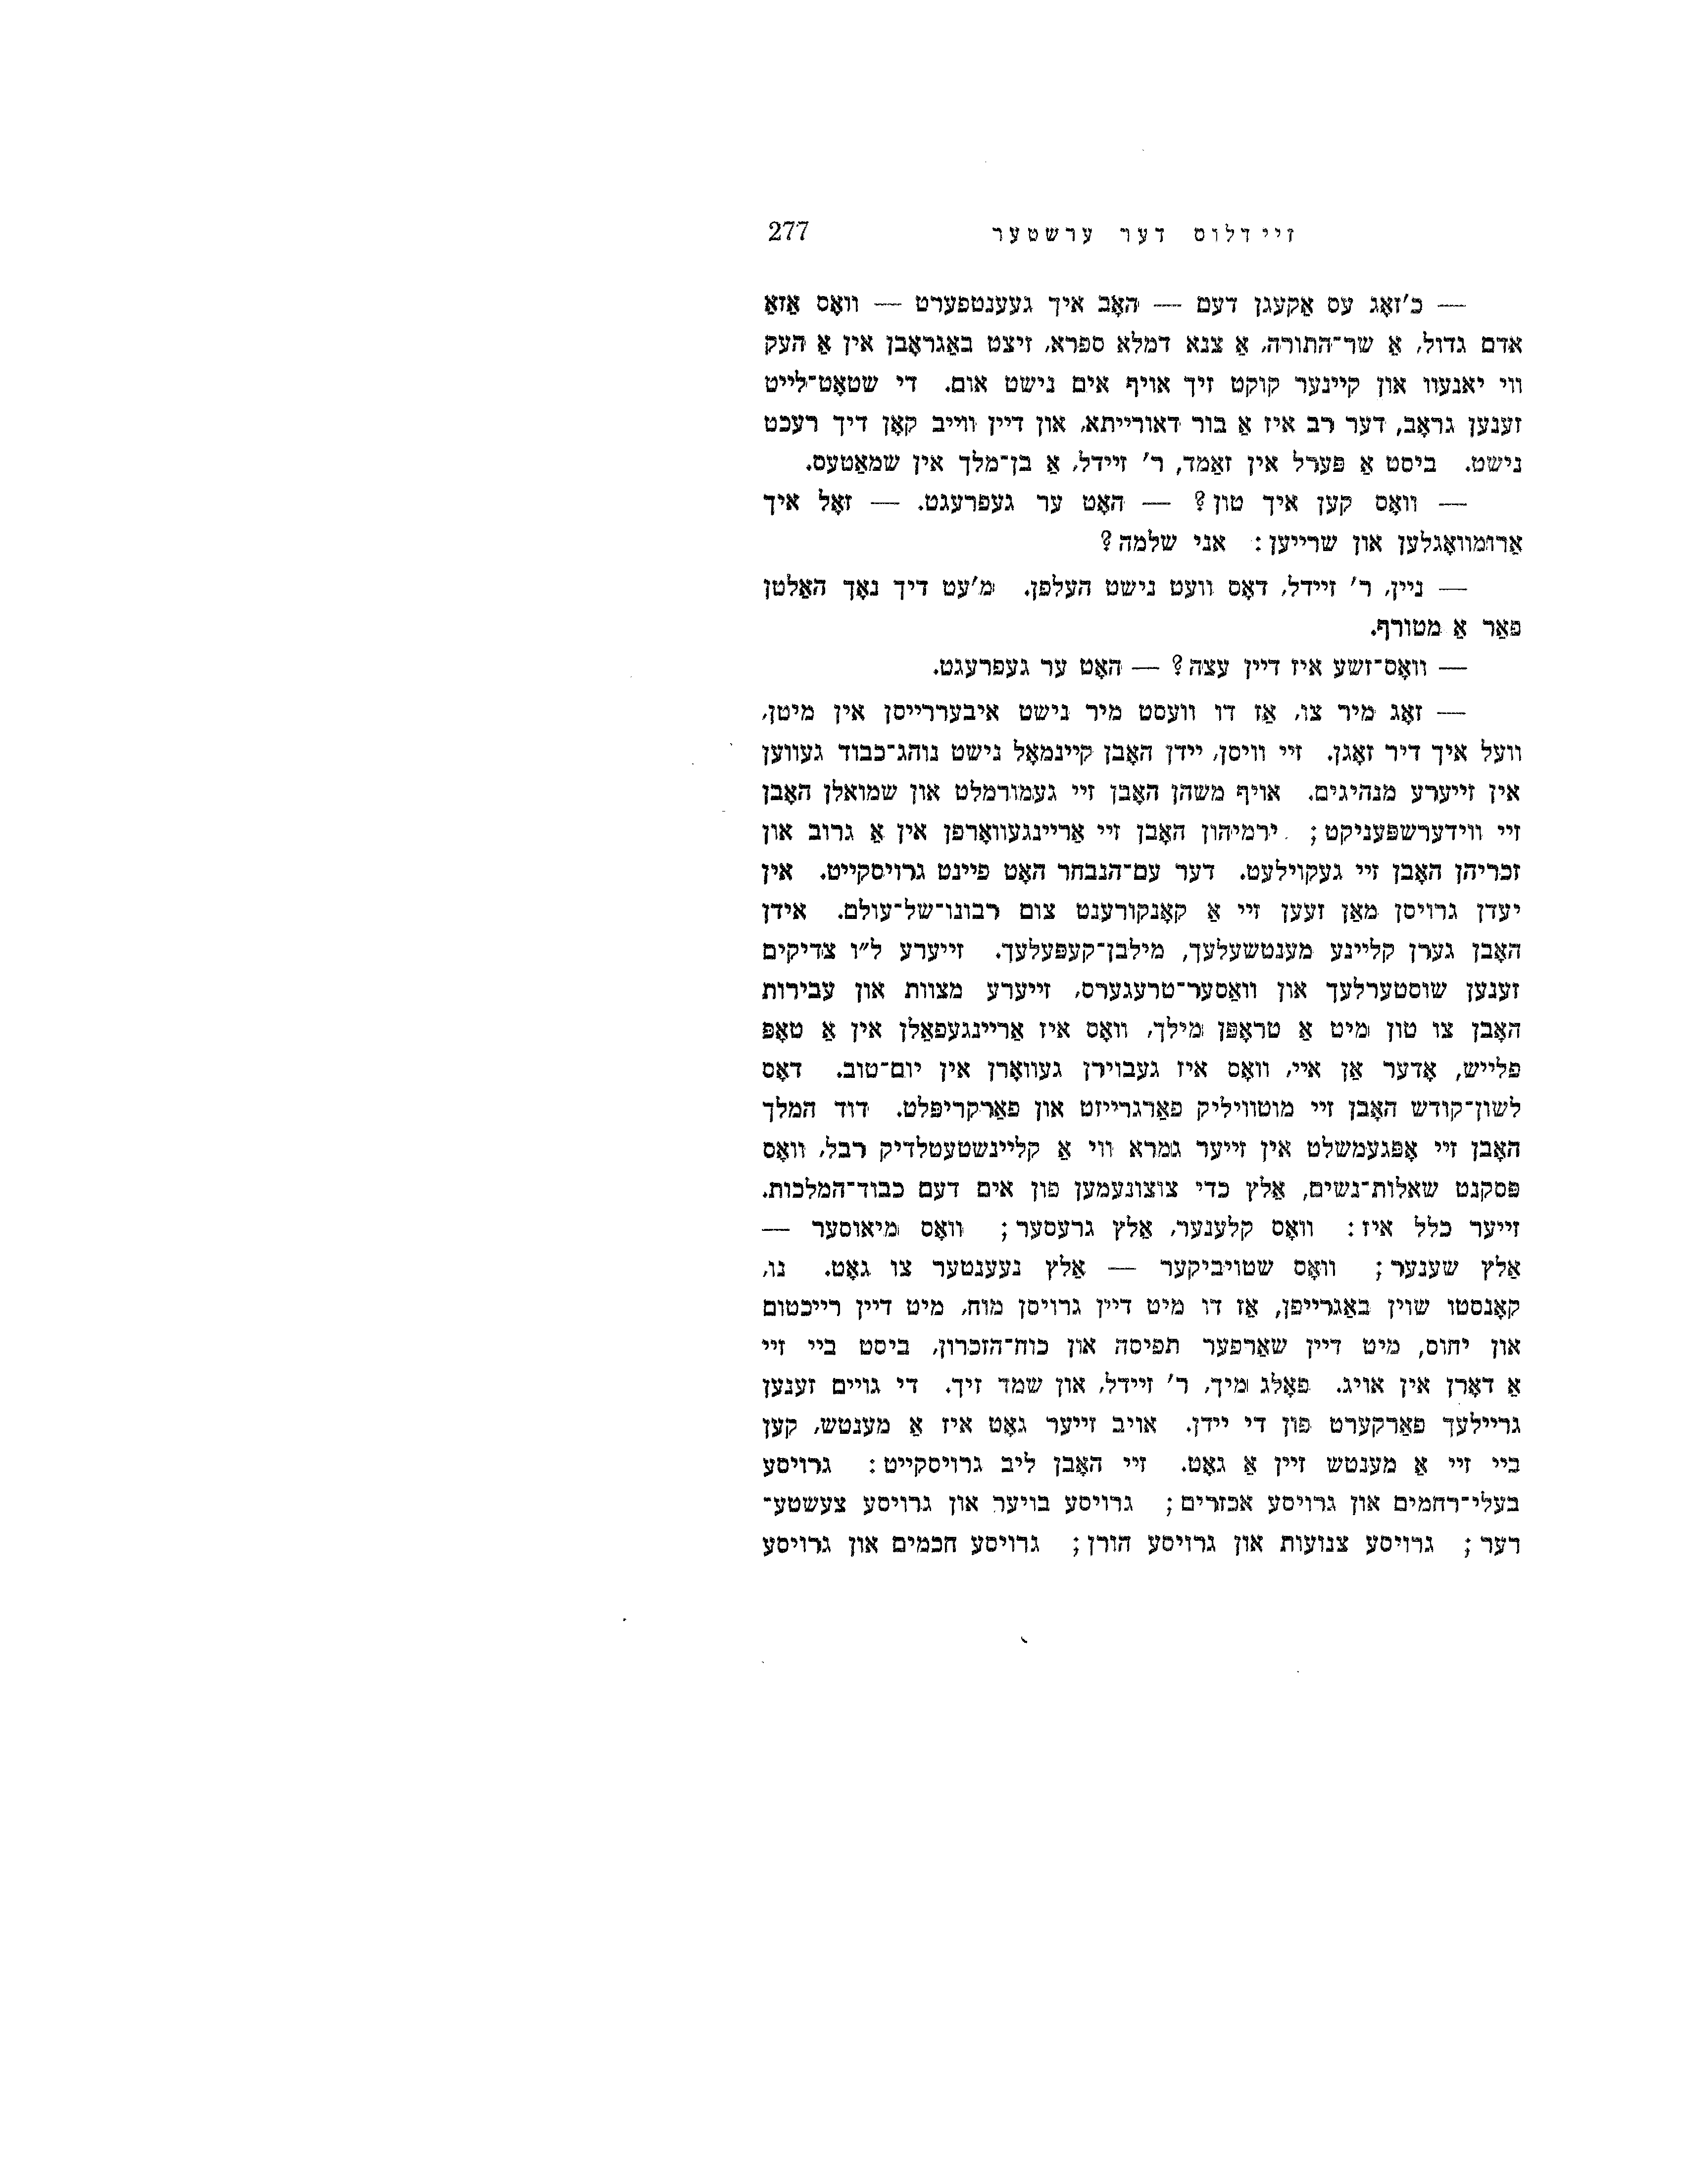 זיידלוס דער ערשטער 277
— כ'זאָג עס אַקעגן דעם — האָב איך געענטפערט — וואָס אַזאַ
אדם גדול, אַ שר־התורה, אַ צנא דמלא ספרא, זיצט באַגראָבן אין אַ העק
ווי יאנעוו און קיינער קוקט זיך אויף אים נישט אום. די שטאָט־לייט
זענען גראָב, דער רב איז אַ בור דאורייתא, און דיין ווייב קאָן דיך רעכט
נישט. ביסט אַ פּערל אין זאַמד, ר' זיידל, אַ בן־מלך אין שמאַטעס.
— וואָס קען איך טון? — האָט ער געפרעגט. — זאָל איך
אַרומוואָגלען און שרייען: אני שלמה?
— ניין, ר' זיידל, דאָס וועט נישט העלפן. מ'עט דיך נאָך האַלטן
פאַר אַ מטורף.
— וואָס־זשע איז דיין עצה? — האָט ער געפרעגט.
— זאָג מיר צו, אַז דו וועסט מיר נישט איבעררייסן אין מיטן,
וועל איך דיר זאָגן. זיי וויסן, יידן האָבן קיינמאָל נישט נוהג־כבוד געווען
אין זייערע מנהיגים. אויף משהן האָבן זיי געמורמלט און שמואלן האָבן
זיי ווידערשפּעניקט; ירמיהון האָבן זיי אַריינגעוואָרפן אין אַ גרוב און
זכריהן האָבן זיי געקוילעט. דער עם־הנבחר האָט פיינט גרויסקייט. אין
יעדן גרויסן מאַן זעען זיי אַ קאָנקורענט צום רבונו־של־עולם. אידן
האָבן גערן קליינע מענטשעלעך, מילבן־קעפּעלעך. זייערע ל"ו צדיקים
זענען שוסטערלעך און וואַסער־טרעגערס, זייערע מצוות און עבירות
האָבן צו טון מיט אַ טראָפּן מילך, וואָס איז אַריינגעפאַלן אין אַ טאָפּ
פלייש, אָדער אַן איי, וואָס איז געבוירן געוואָרן אין יום־טוב. דאָס
לשון־קודש האָבן זיי מוטוויליק פאַרגרייזט און פאַרקריפּלט. דוד המלך
האָבן זיי אָפּגעמשלט אין זייער גמרא ווי אַ קליינשטעטלדיק רבל, וואָס
פּסקנט שאלות־נשים, אַלץ כדי צוצונעמען פון אים דעם כבוד־המלכות.
זייער כלל איז: וואָס קלענער, אַלץ גרעסער; וואָס מיאוסער —
אַלץ שענער; וואָס שטויביקער — אַלץ נעענטער צו גאָט. נו,
קאָנסטו שוין באַגרייפן, אַז דו מיט דיין גרויסן מוח, מיט דיין רייכטום
און יחוס, מיט דיין שאַרפער תפיסה און כוח־הזכרון, ביסט ביי זיי
אַ דאָרן אין אויג. פאָלג מיך, ר' זיידל, און שמד זיך. די גויים זענען
גריילעך פאַרקערט פון די יידן. אויב זייער גאָט איז אַ מענטש, קען
ביי זיי אַ מענטש זיין אַ גאָט. זיי האָבן ליב גרויסקייט: גרויסע
בעלי־רחמים און גרויסע אכזרים; גרויסע בויער און גרויסע צעשטע־
רער; גרויסע צנועות און גרויסע הורן; גרויסע חכמים און גרויסע